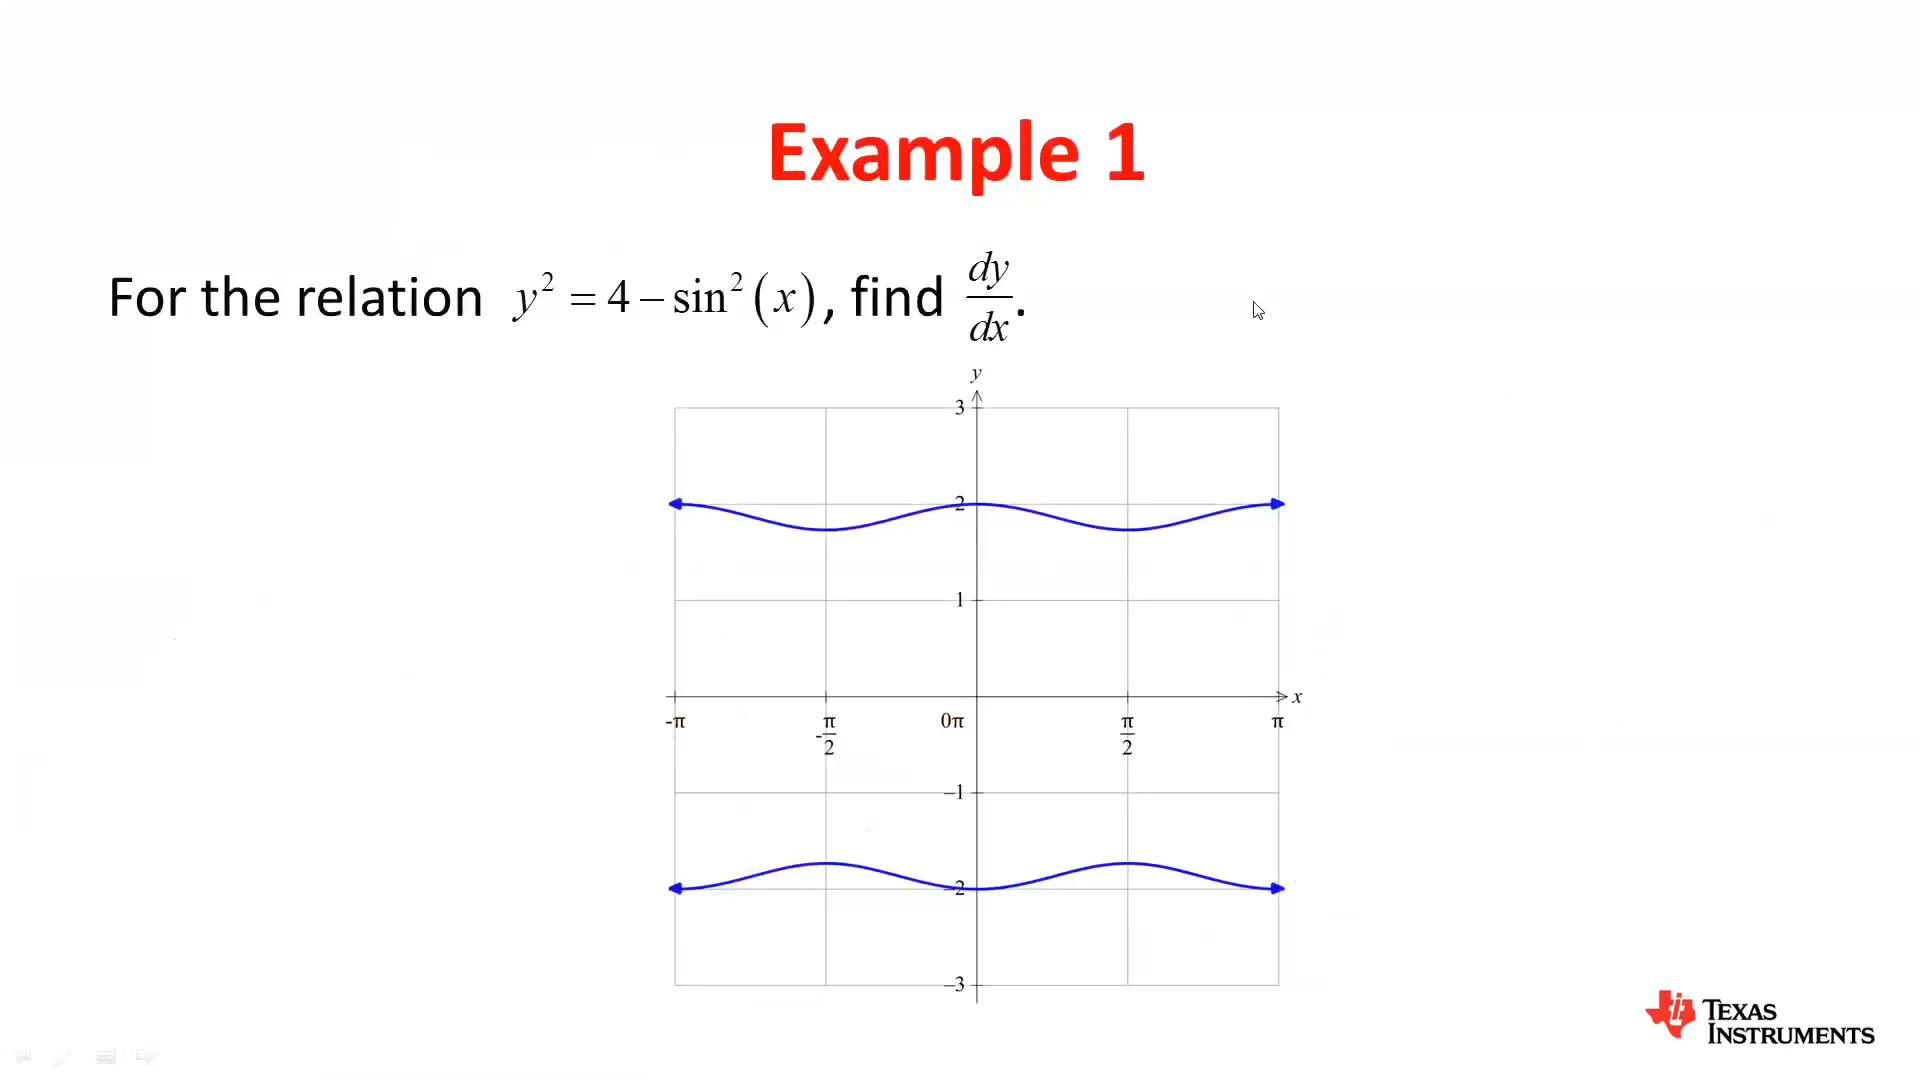 Example 1
For the relation y² = 4 – sin²(x), find dy/dx.
y
3
2
1
x
-π
-π/2
0π
π/2
π
–1
–2
–3
TEXAS
INSTRUMENTS